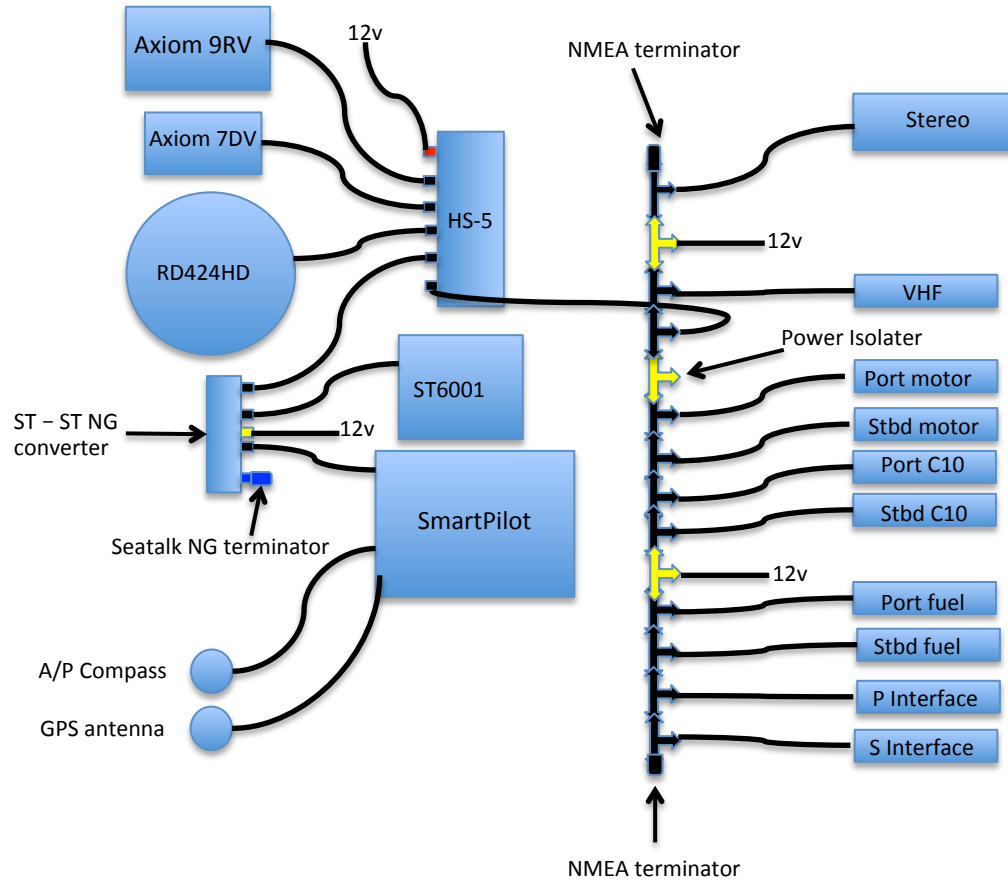 Axiom 9RV
12v
NMEA terminator
Stereo
Axiom 7DV
HS-5
12v
RD424HD
VHF
Power Isolater
Port motor
ST6001
ST – ST NG
converter
12v
Stbd motor
Port C10
Stbd C10
SmartPilot
Seatalk NG terminator
12v
Port fuel
Stbd fuel
A/P Compass
P Interface
GPS antenna
S Interface
NMEA terminator